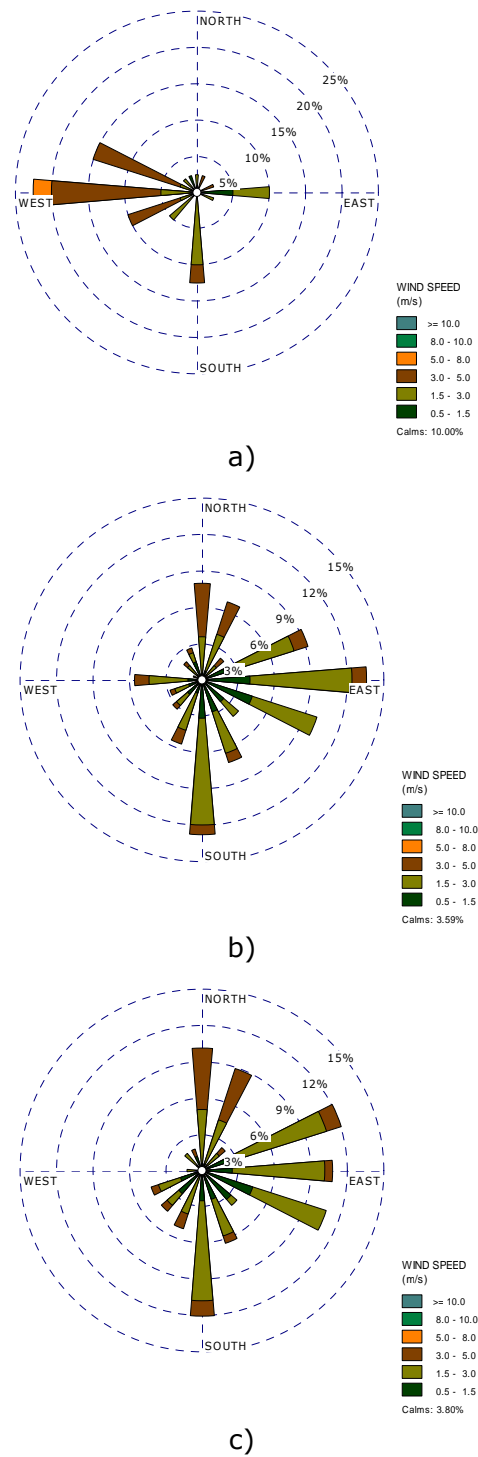 NORTH
25%
20%
15%
10%
5%
WEST
EAST
SOUTH
WIND SPEED
(m/s)
>= 10.0
8.0 - 10.0
5.0 - 8.0
3.0 - 5.0
1.5 - 3.0
0.5 - 1.5
Calms: 10.00%
a)
NORTH
15%
12%
9%
6%
3%
WEST
EAST
SOUTH
WIND SPEED
(m/s)
>= 10.0
8.0 - 10.0
5.0 - 8.0
3.0 - 5.0
1.5 - 3.0
0.5 - 1.5
Calms: 3.59%
b)
NORTH
15%
12%
9%
6%
3%
WEST
EAST
SOUTH
WIND SPEED
(m/s)
>= 10.0
8.0 - 10.0
5.0 - 8.0
3.0 - 5.0
1.5 - 3.0
0.5 - 1.5
Calms: 3.80%
c)